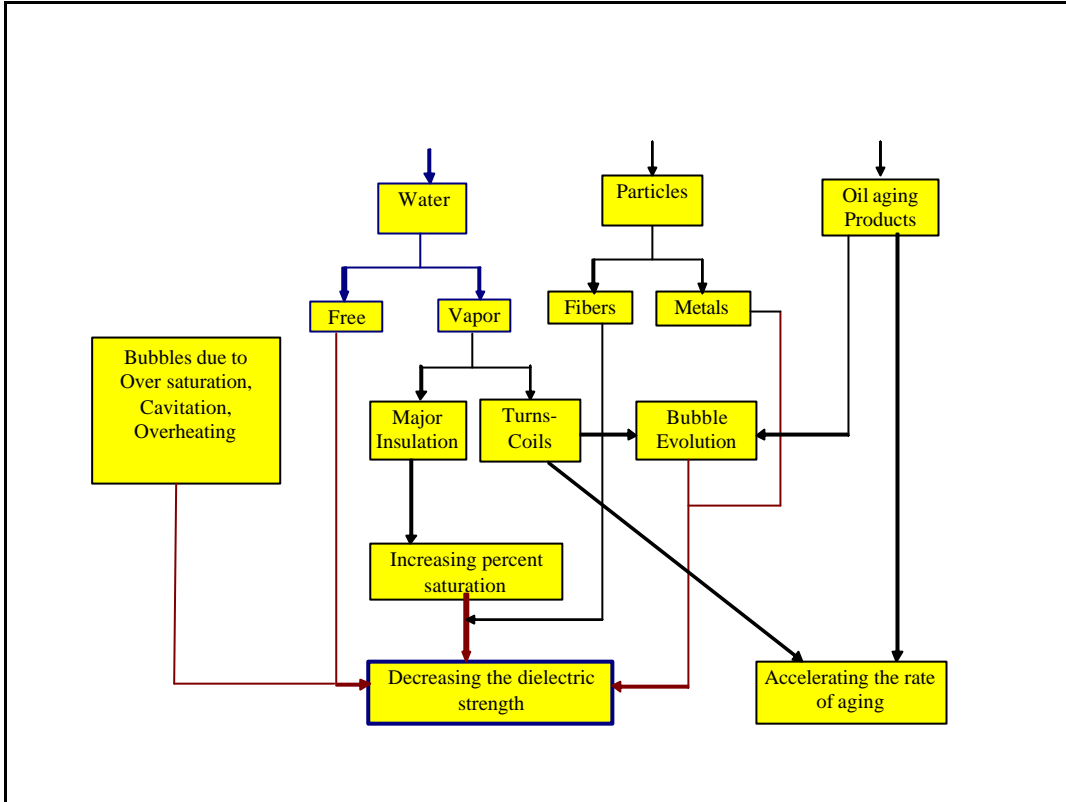 Water
Particles
Oil aging
Products
Free
Vapor
Fibers
Metals
Bubbles due to
Over saturation,
Cavitation,
Overheating
Major
Insulation
Turns-
Coils
Bubble
Evolution
Increasing percent
saturation
Decreasing the dielectric
strength
Accelerating the rate
of aging